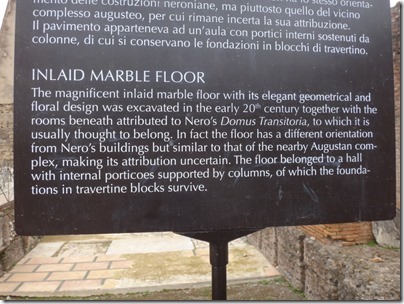 mento delle costruzioni neroniane, ma piuttosto quello del vicino
complesso augusteo, per cui rimane incerta la sua attribuzione.
Il pavimento apparteneva ad un'aula con portici interni sostenuti da
colonne, di cui si conservano le fondazioni in blocchi di travertino.
INLAID MARBLE FLOOR
The magnificent inlaid marble floor with its elegant geometrical and
floral design was excavated in the early 20th century together with the
rooms beneath attributed to Nero's Domus Transitoria, to which it is
usually thought to belong. In fact the floor has a different orientation
from Nero's buildings but similar to that of the nearby Augustan com-
plex, making its attribution uncertain. The floor belonged to a hall
with internal porticoes supported by columns, of which the founda-
tions in travertine blocks survive.